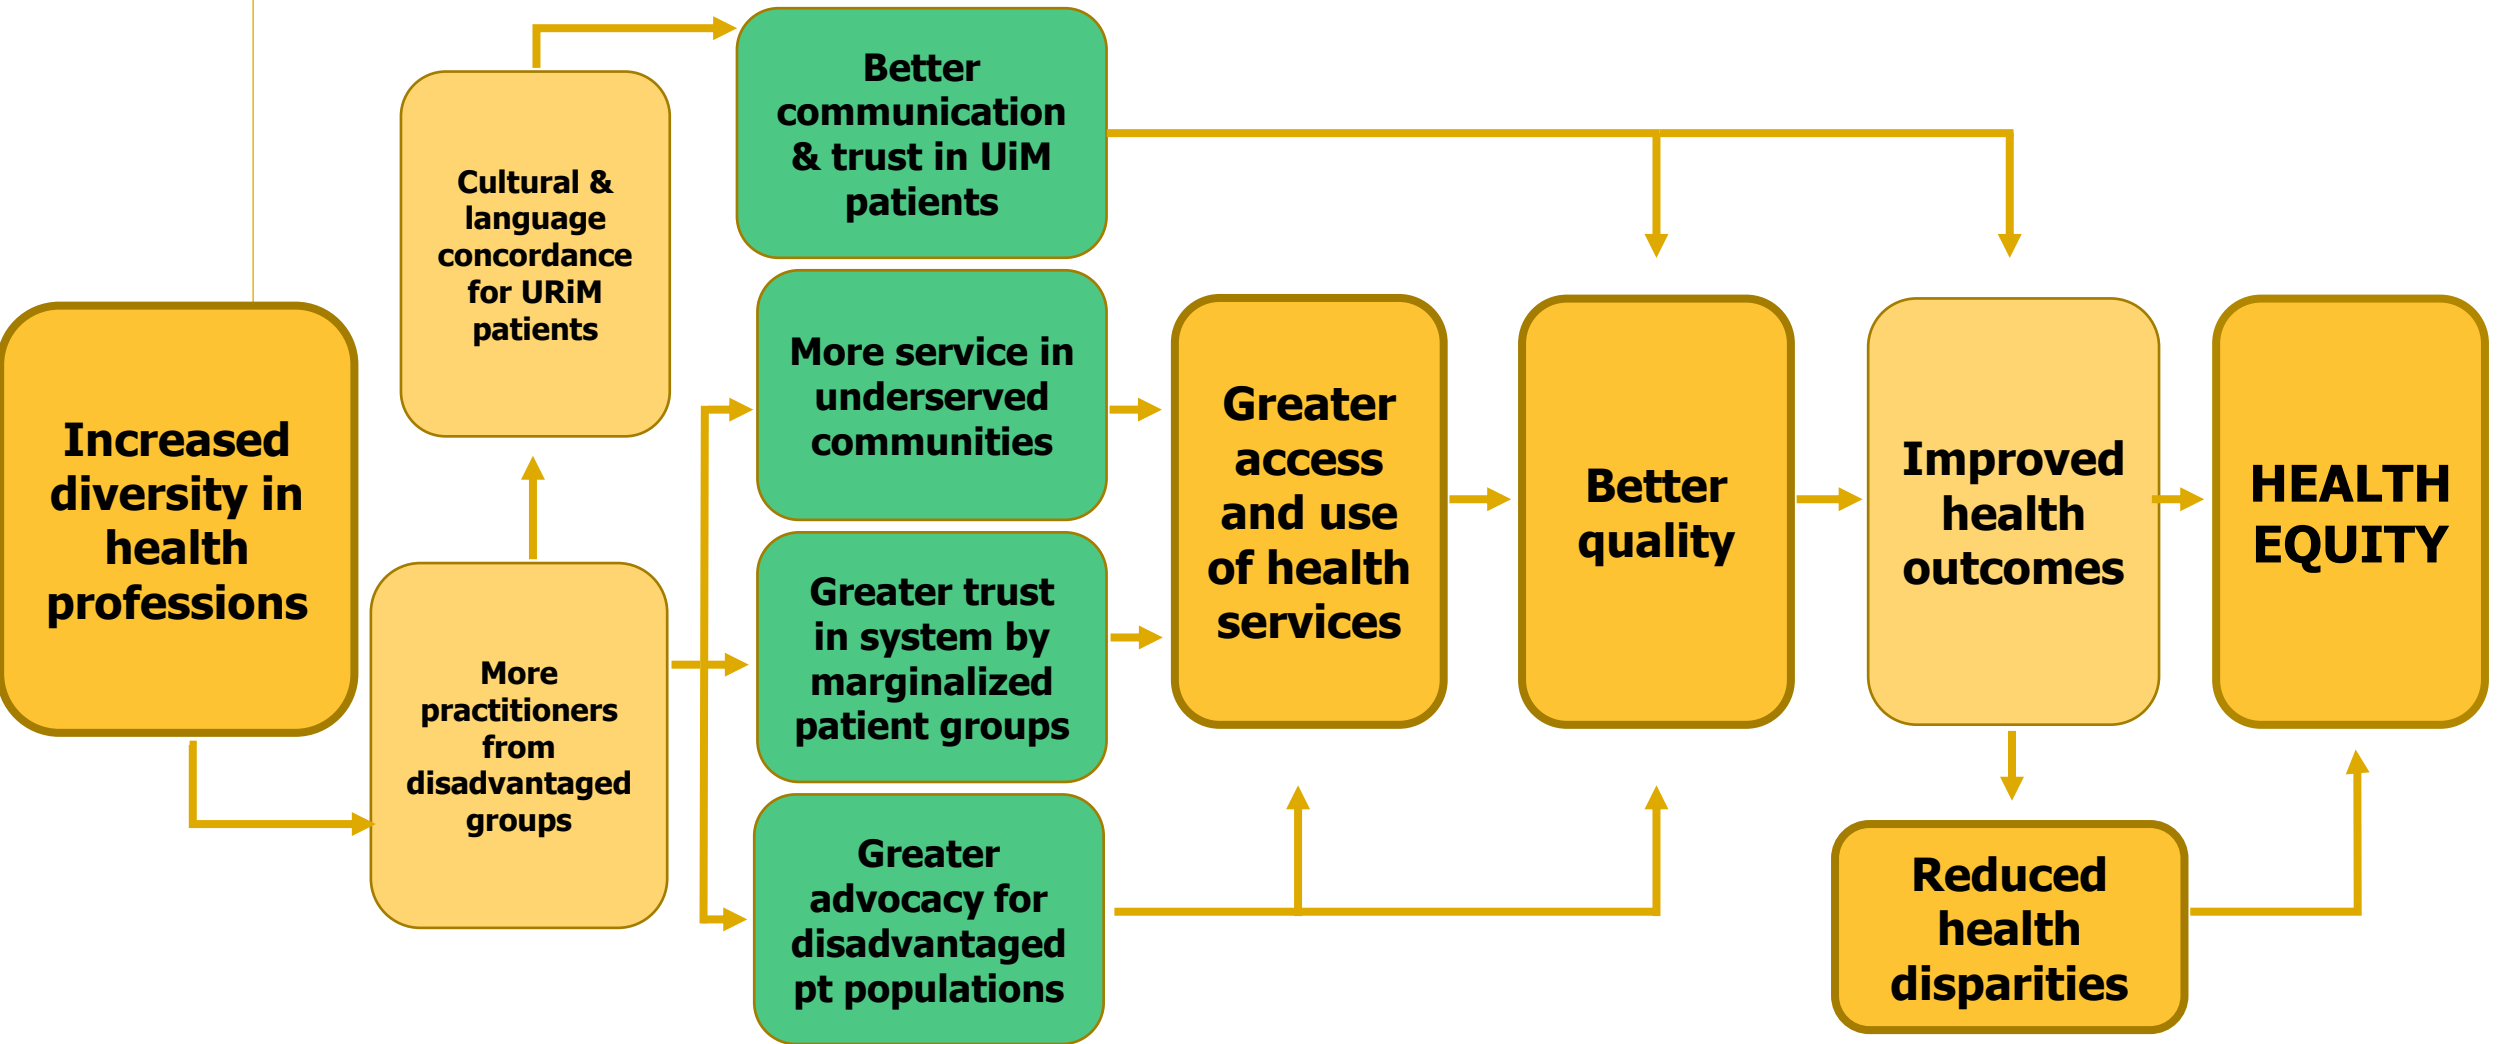 Increased
diversity in
health
professions
Cultural &
language
concordance
for URiM
patients
More
practitioners
from
disadvantaged
groups
Better
communication
& trust in UiM
patients
More service in
underserved
communities
Greater trust
in system by
marginalized
patient groups
Greater
advocacy for
disadvantaged
pt populations
Greater
access
and use
of health
services
Better
quality
Improved
health
outcomes
Reduced
health
disparities
HEALTH
EQUITY